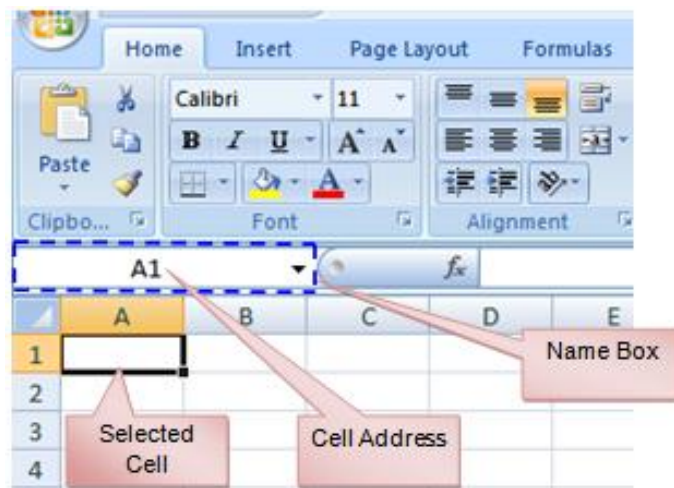 Home Insert Page Layout Formulas
Calibri 11
B I U A A
Paste A
Clipbo... Font Alignment
A1 fx
A B C D E
1
Name Box
2
3 Selected Cell Address
Cell
4